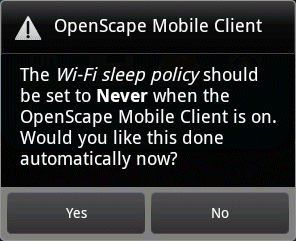 OpenScape Mobile Client
The Wi-Fi sleep policy should
be set to Never when the
OpenScape Mobile Client is on.
Would you like this done
automatically now?
Yes No